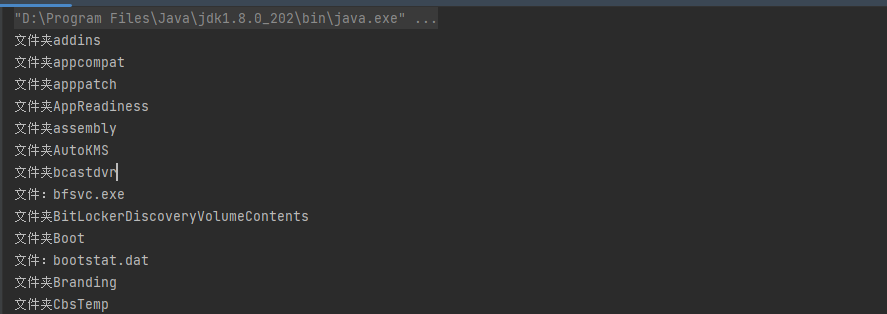 "D:\Program Files\Java\jdk1.8.0_202\bin\java.exe" ...
文件夹addins
文件夹appcompat
文件夹apppatch
文件夹AppReadiness
文件夹assembly
文件夹AutoKMS
文件夹bcastdvr
文件：bfsvc.exe
文件夹BitLockerDiscoveryVolumeContents
文件夹Boot
文件：bootstat.dat
文件夹Branding
文件夹CbsTemp